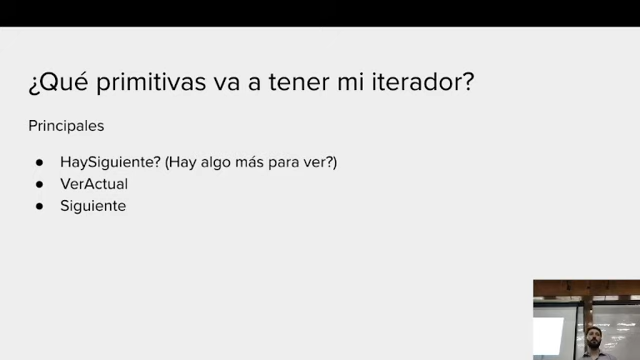 ¿Qué primitivas va a tener mi iterador?
Principales
● HaySiguiente? (Hay algo más para ver?)
● VerActual
● Siguiente